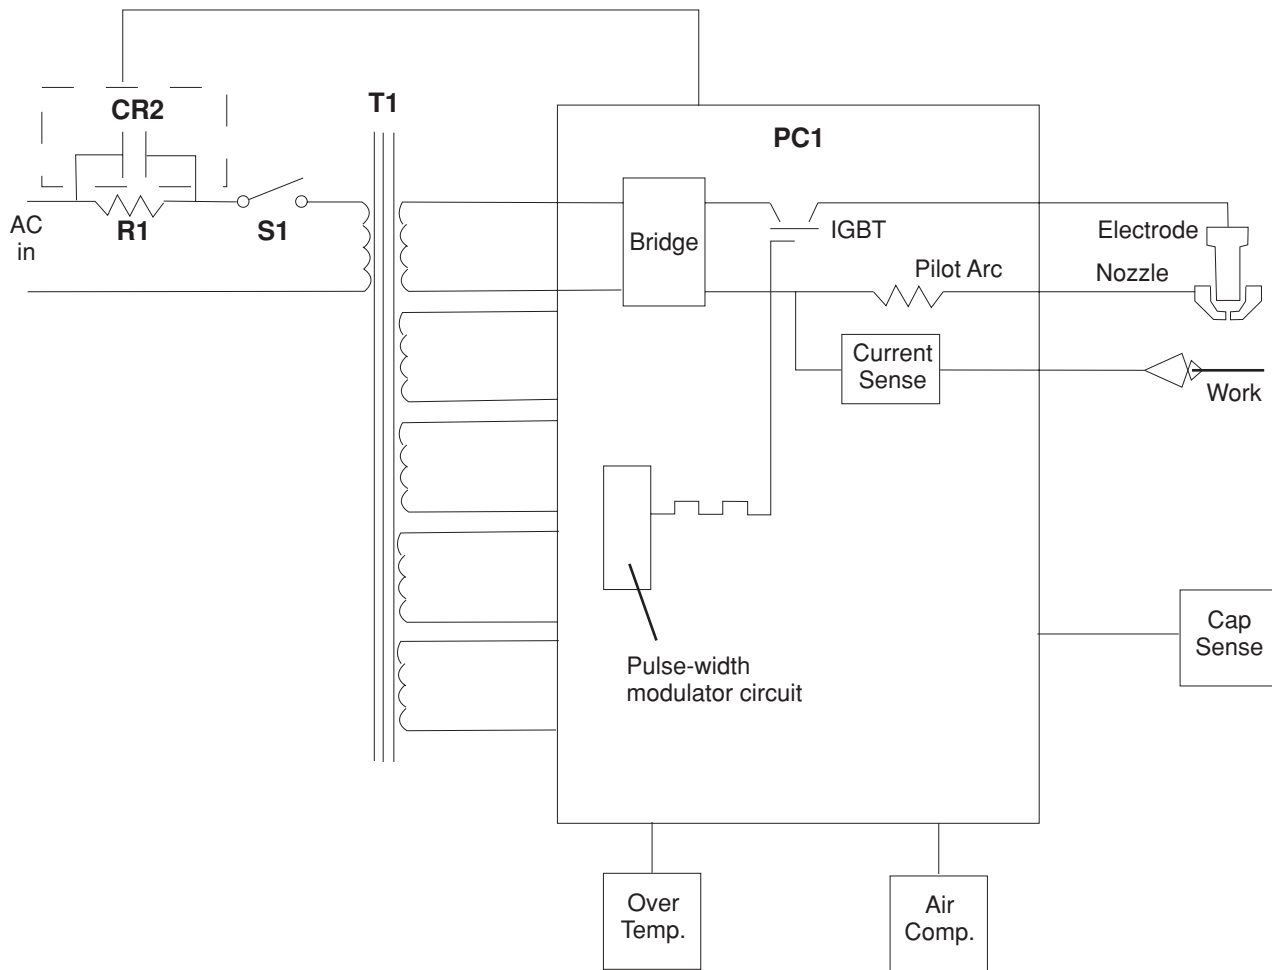 CR2
T1
PC1
AC
in
R1
S1
Bridge
IGBT
Electrode
Pilot Arc
Nozzle
Current
Sense
Work
Pulse-width
modulator circuit
Cap
Sense
Over
Temp.
Air
Comp.